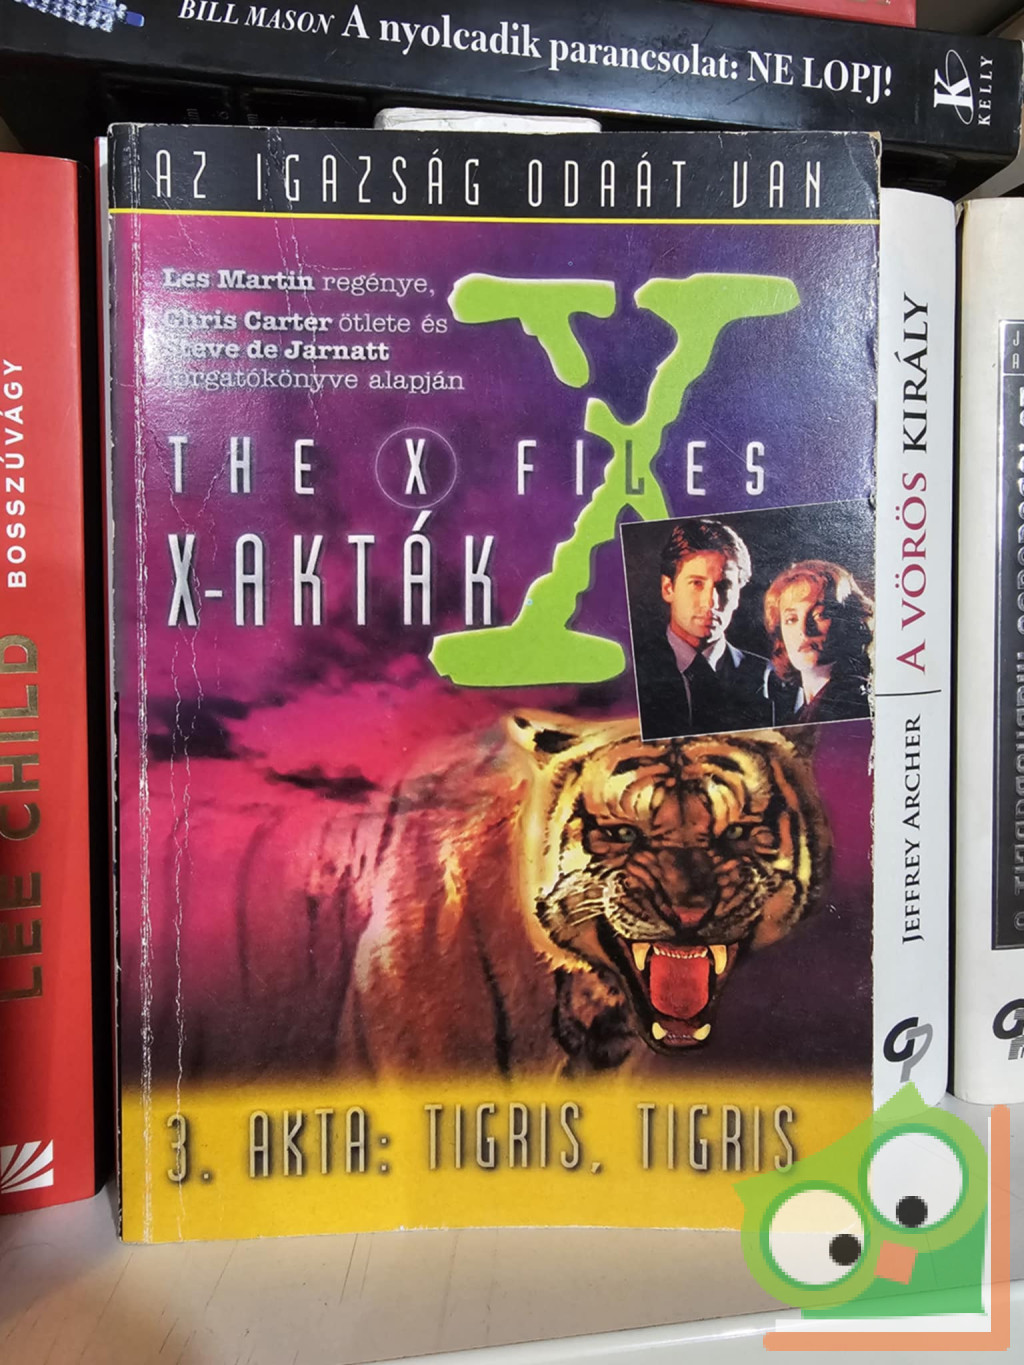 BILL MASON A nyolcadik parancsolat: NE LOPJ!
KELLY
AZ IGAZSÁG ODAÁT VAN
Les Martin regénye,
Chris Carter ötlete és
Steve de Jarnatt
forgatókönyve alapján
THE X FILES
X-AKTÁK
3. AKTA: TIGRIS, TIGRIS
LEE CHILD
BOSSZÚVÁGY
JEFFREY ARCHER
A VÖRÖS KIRÁLY